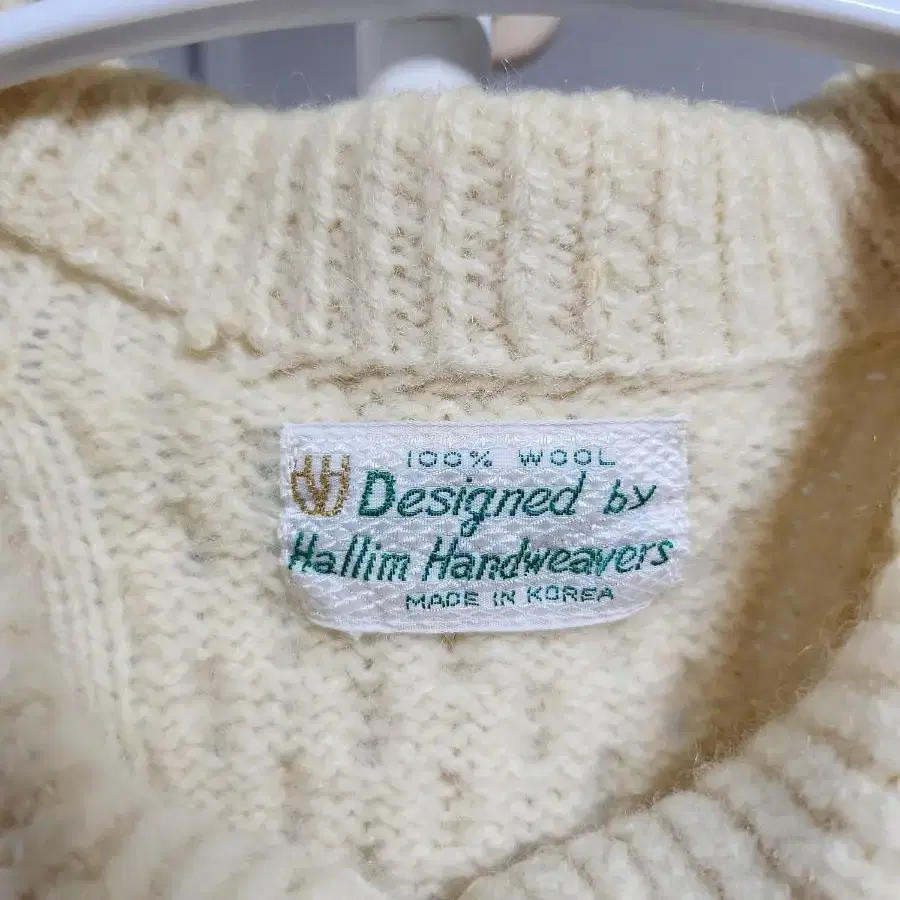 100% WOOL
Designed by
Hallim Handweavers
MADE IN KOREA